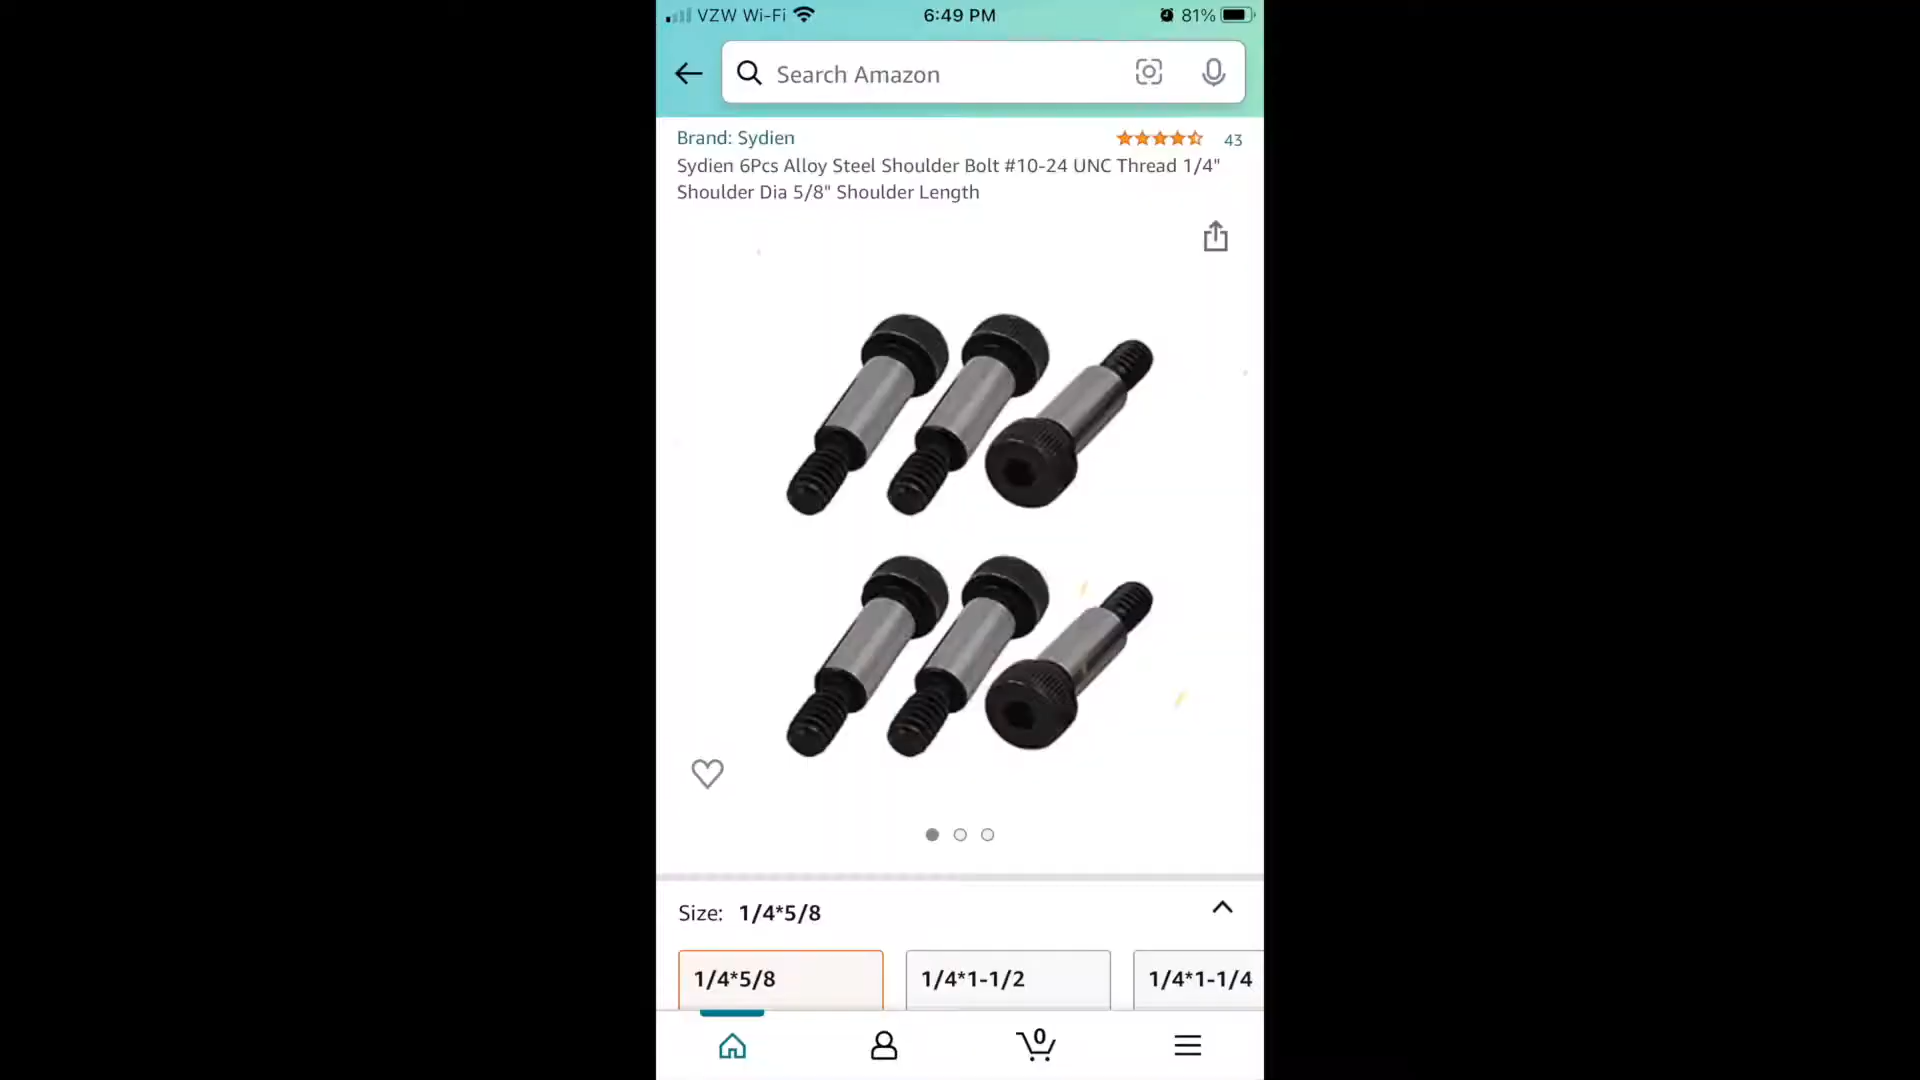 VZW Wi-Fi 6:49 PM 81%
Search Amazon
Brand: Sydien 43
Sydien 6Pcs Alloy Steel Shoulder Bolt #10-24 UNC Thread 1/4"
Shoulder Dia 5/8" Shoulder Length
Size: 1/4*5/8
1/4*5/8 1/4*1-1/2 1/4*1-1/4
0